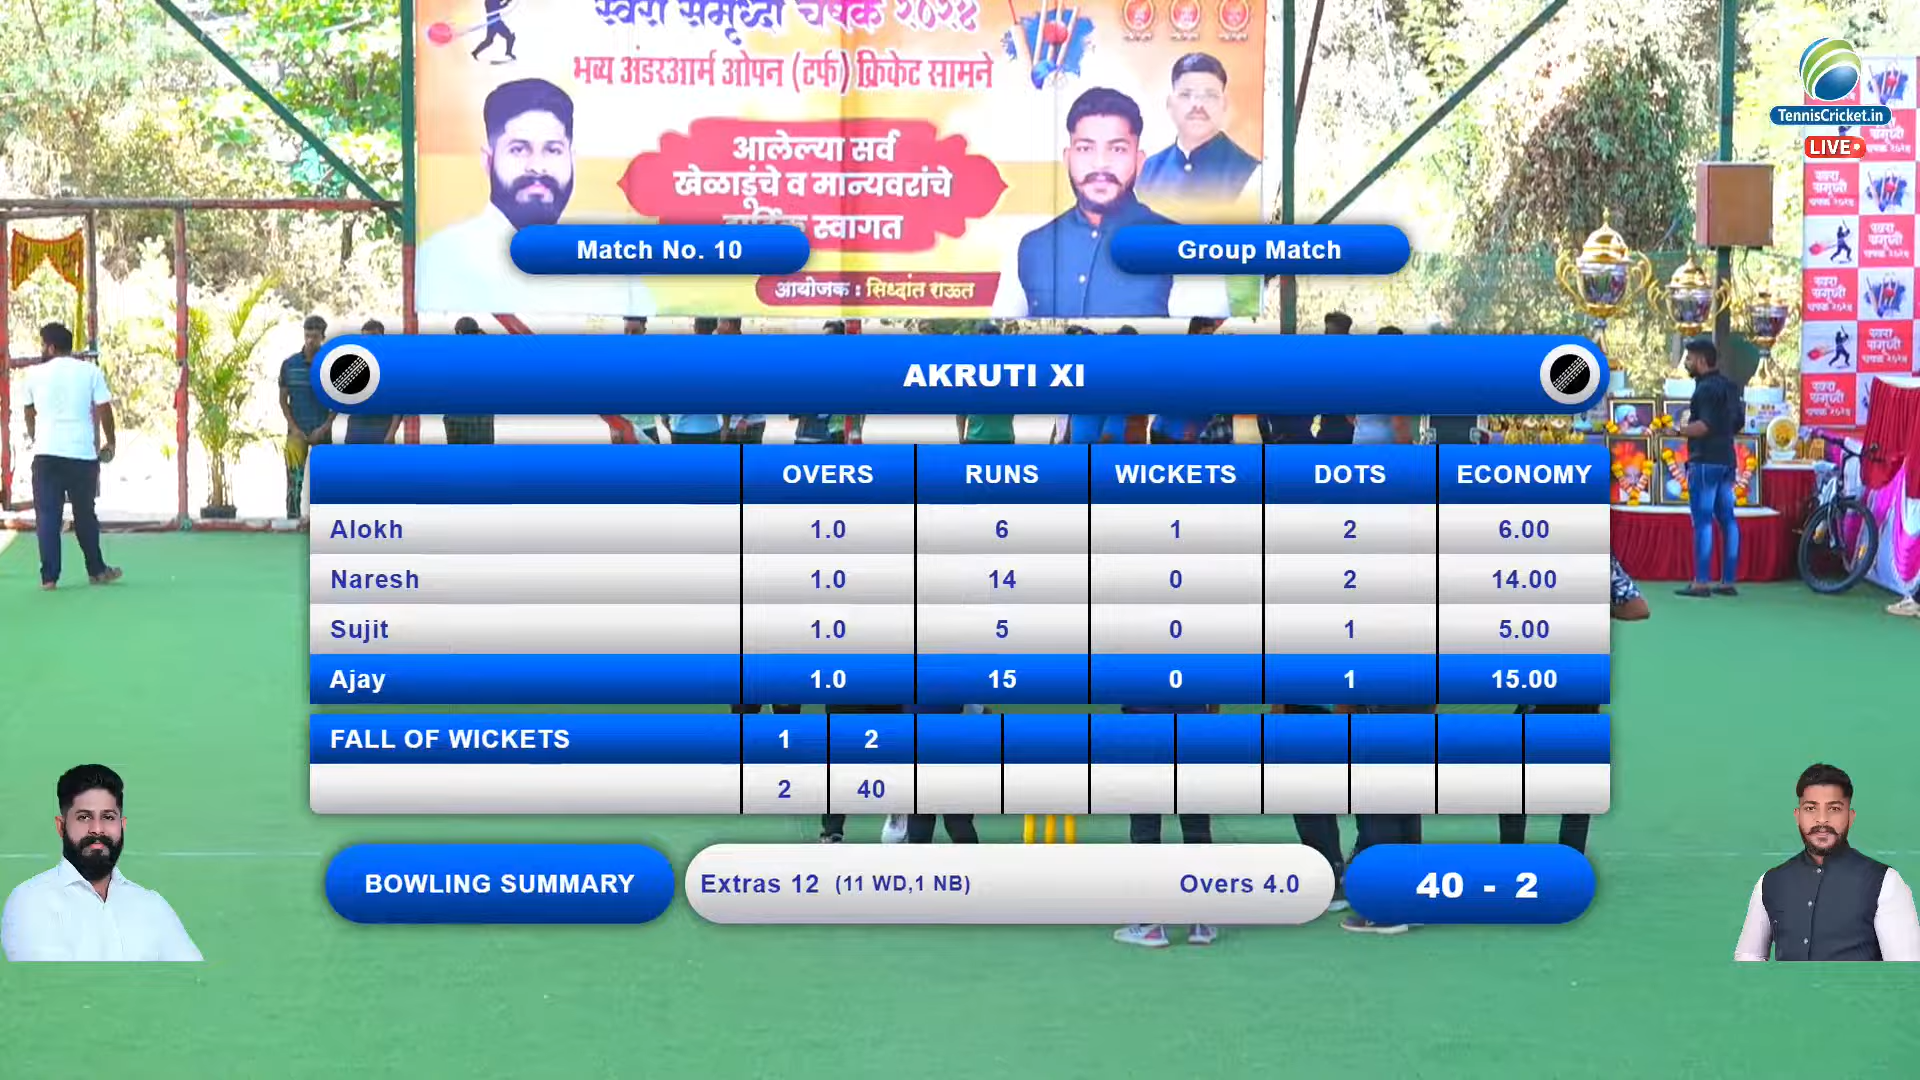 स्वरा समृध्दी चषक २०२४
भव्य अंडरआर्म ओपन (टर्फ) क्रिकेट सामने
आलेल्या सर्व
खेळाडूंचे व मान्यवरांचे
स्वागत
आयोजक : सिध्दांत राऊत
TennisCricket.in
LIVE
Match No. 10
Group Match
AKRUTI XI
OVERS RUNS WICKETS DOTS ECONOMY
Alokh 1.0 6 1 2 6.00
Naresh 1.0 14 0 2 14.00
Sujit 1.0 5 0 1 5.00
Ajay 1.0 15 0 1 15.00
FALL OF WICKETS 1 2
2 40
BOWLING SUMMARY Extras 12 (11 WD,1 NB) Overs 4.0 40 - 2